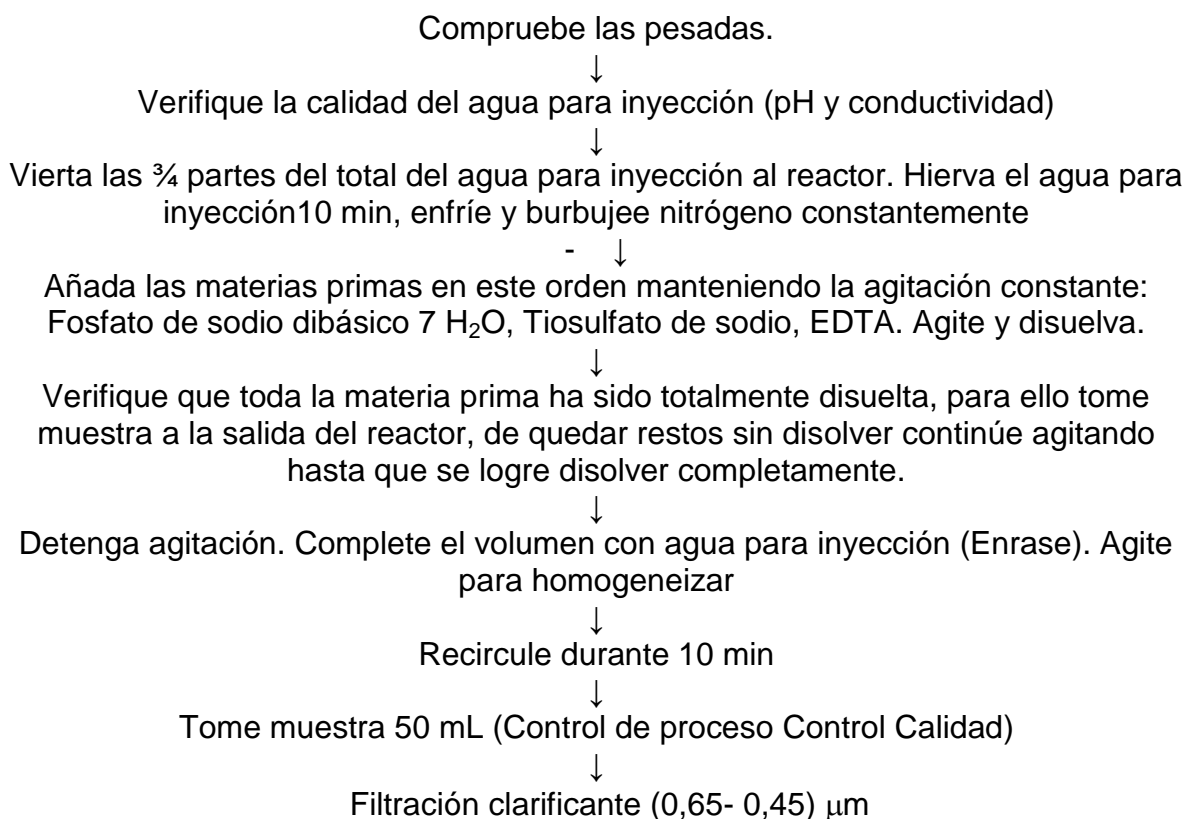 Compruebe las pesadas.
↓
Verifique la calidad del agua para inyección (pH y conductividad)
↓
Vierta las ¾ partes del total del agua para inyección al reactor. Hierva el agua para
inyección10 min, enfríe y burbujee nitrógeno constantemente
- ↓
Añada las materias primas en este orden manteniendo la agitación constante:
Fosfato de sodio dibásico 7 H₂O, Tiosulfato de sodio, EDTA. Agite y disuelva.
↓
Verifique que toda la materia prima ha sido totalmente disuelta, para ello tome
muestra a la salida del reactor, de quedar restos sin disolver continúe agitando
hasta que se logre disolver completamente.
↓
Detenga agitación. Complete el volumen con agua para inyección (Enrase). Agite
para homogeneizar
↓
Recircule durante 10 min
↓
Tome muestra 50 mL (Control de proceso Control Calidad)
↓
Filtración clarificante (0,65- 0,45) μm